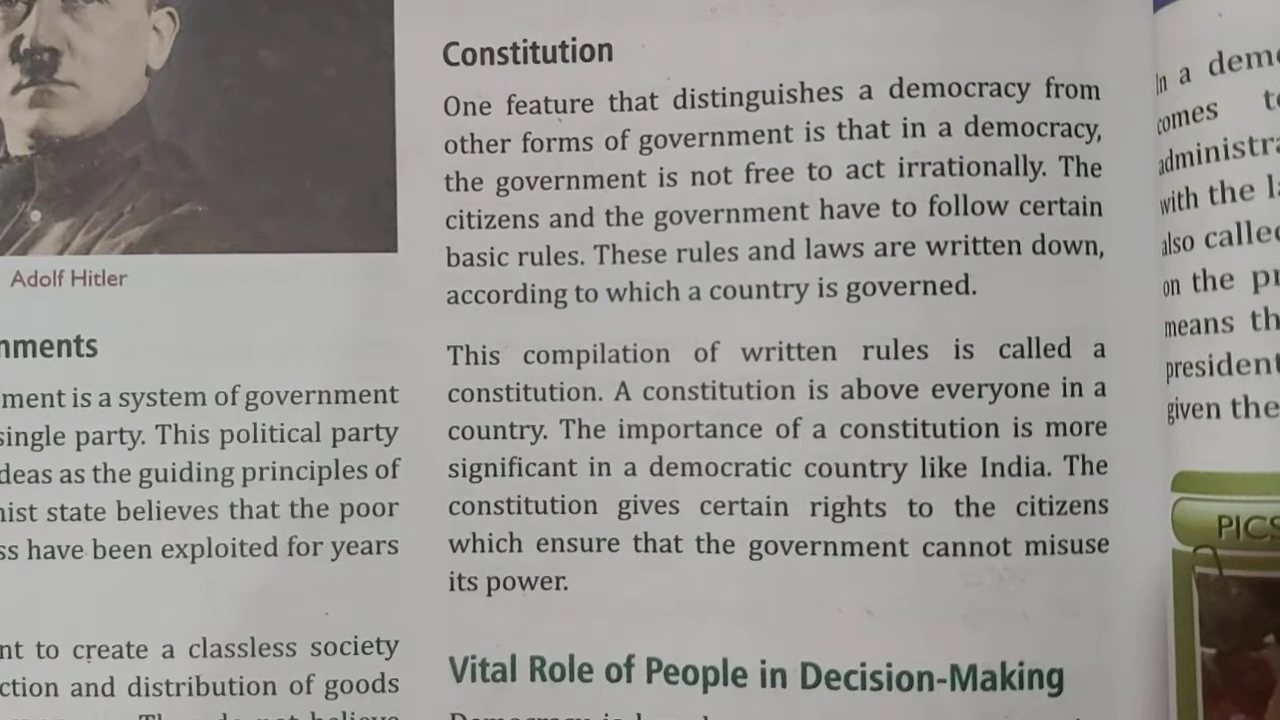 Adolf Hitler
nments
ment is a system of government
single party. This political party
deas as the guiding principles of
nist state believes that the poor
ss have been exploited for years
nt to create a classless society
ction and distribution of goods
Constitution
One feature that distinguishes a democracy from
other forms of government is that in a democracy,
the government is not free to act irrationally. The
citizens and the government have to follow certain
basic rules. These rules and laws are written down,
according to which a country is governed.
This compilation of written rules is called a
constitution. A constitution is above everyone in a
country. The importance of a constitution is more
significant in a democratic country like India. The
constitution gives certain rights to the citizens
which ensure that the government cannot misuse
its power.
Vital Role of People in Decision-Making
In a demo
comes to
administra
with the la
also called
on the pr
means th
president
given the
PICS